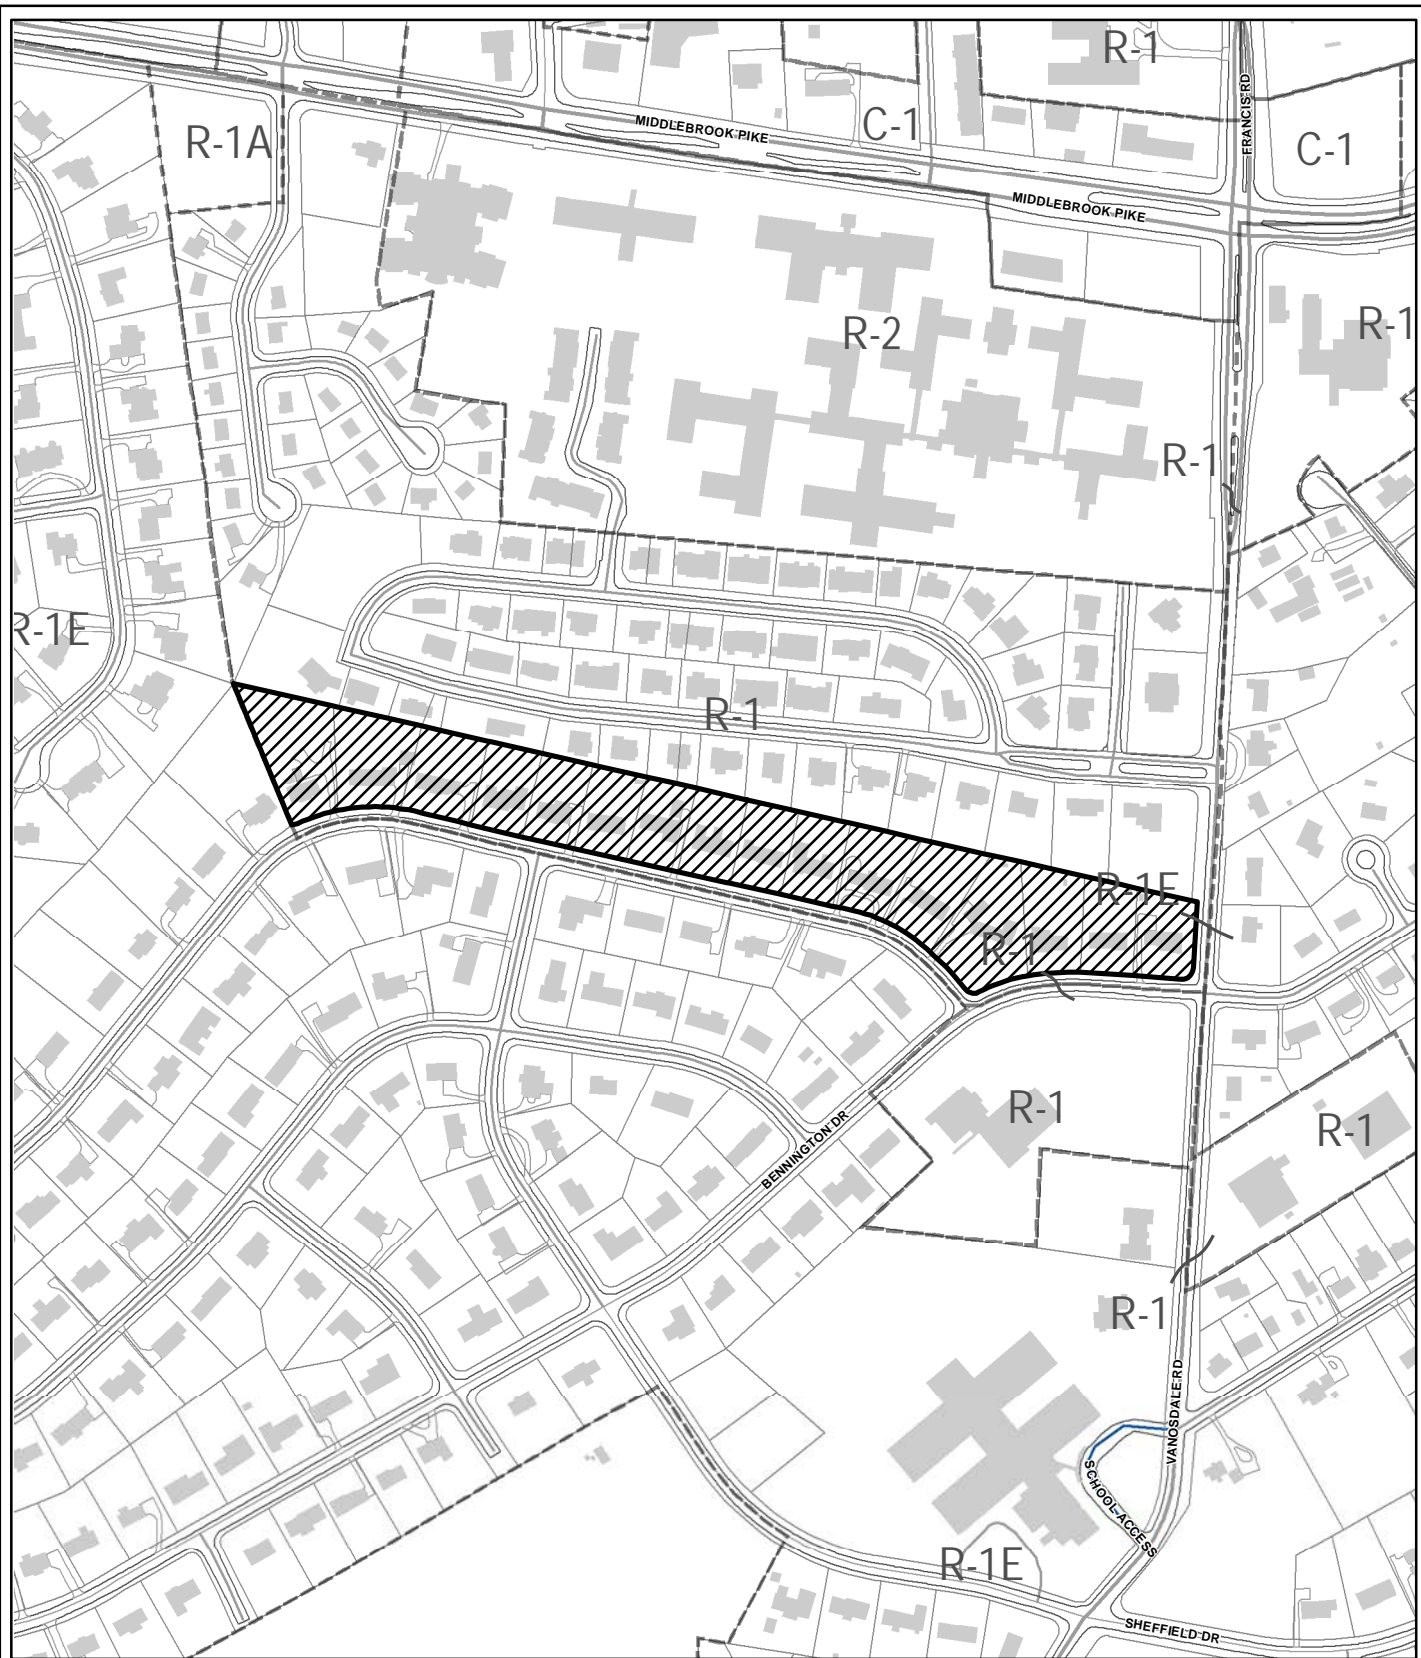 R-1
FRANCIS RD
MIDDLEBROOK PIKE
C-1
R-1A
C-1
MIDDLEBROOK PIKE
R-2
R-1
R-1
R-1E
R-1
R-1E
R-1
R-1
R-1
BENNINGTON DR
R-1
VANOSDALE RD
SCHOOL ACCESS
R-1E
SHEFFIELD DR